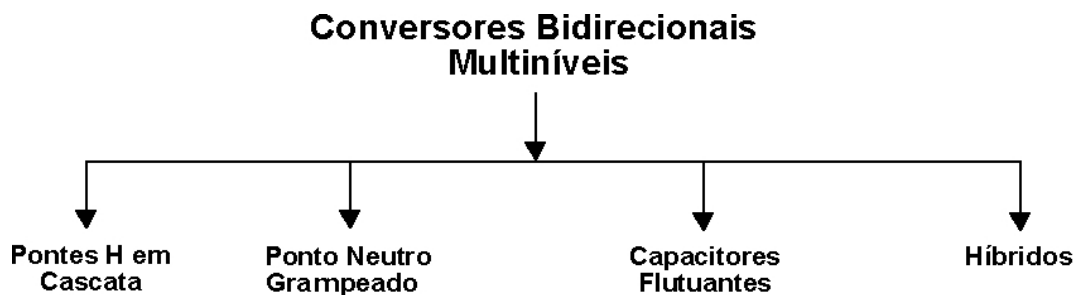 Conversores Bidirecionais
Multiníveis
Pontes H em
Cascata
Ponto Neutro
Grampeado
Capacitores
Flutuantes
Híbridos